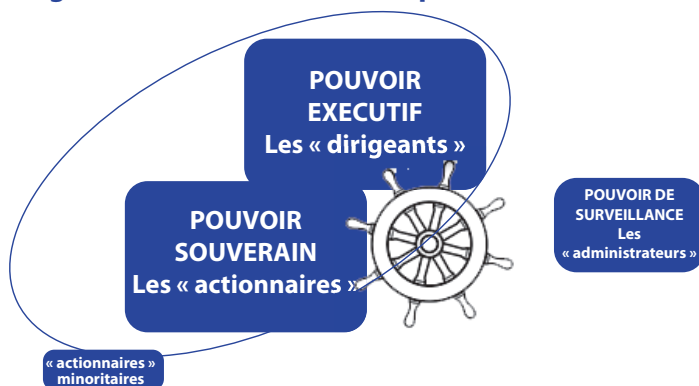 POUVOIR
EXECUTIF
Les « dirigeants »
POUVOIR
SOUVERAIN
Les « actionnaires »
POUVOIR DE
SURVEILLANCE
Les
« administrateurs »
« actionnaires »
minoritaires